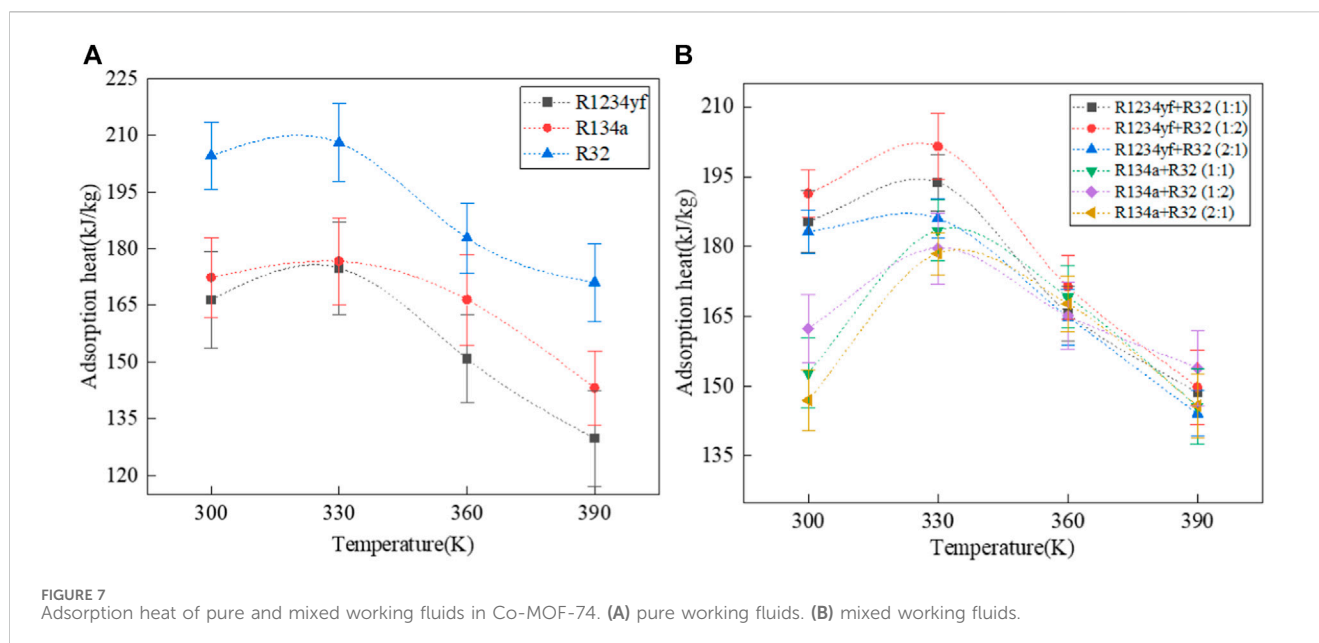 A
225
210
195
180
165
150
135
120
Adsorption heat(kJ/kg)
R1234yf
R134a
R32
300
330
360
390
Temperature(K)
B
210
195
180
165
150
135
Adsorption heat(kJ/kg)
R1234yf+R32 (1:1)
R1234yf+R32 (1:2)
R1234yf+R32 (2:1)
R134a+R32 (1:1)
R134a+R32 (1:2)
R134a+R32 (2:1)
300
330
360
390
Temperature(K)
FIGURE 7
Adsorption heat of pure and mixed working fluids in Co-MOF-74. (A) pure working fluids. (B) mixed working fluids.